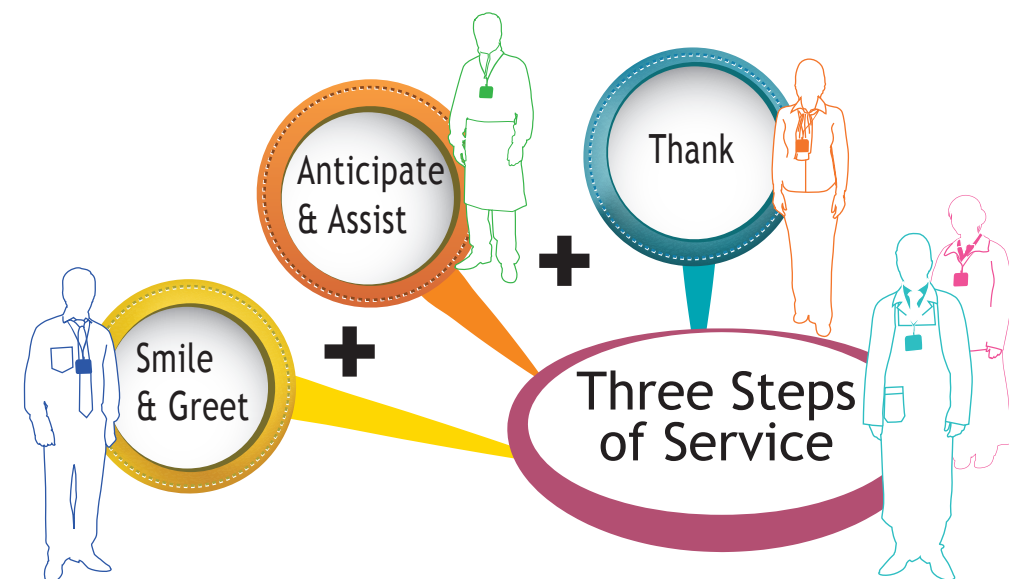 Smile
& Greet
Anticipate
& Assist
Thank
Three Steps
of Service